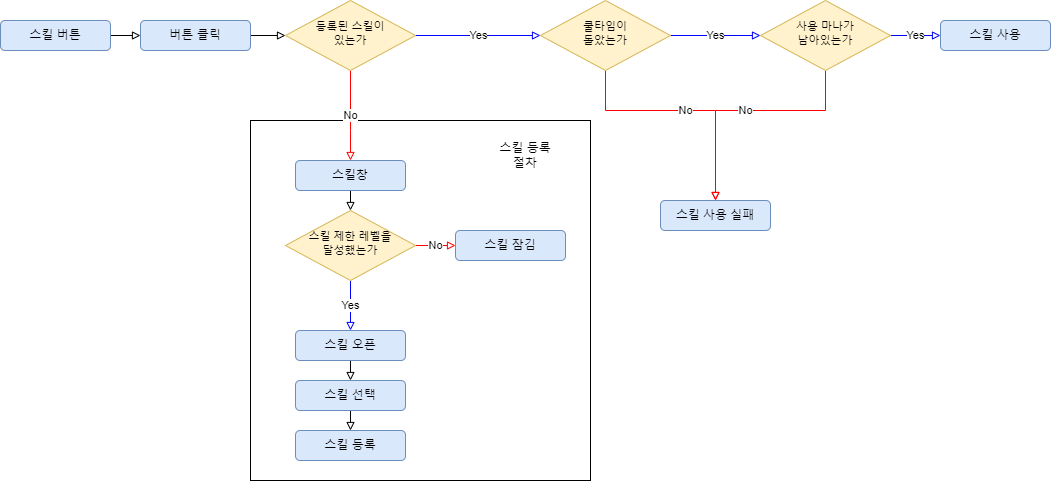 스킬 버튼
버튼 클릭
등록된 스킬이
있는가
Yes
쿨타임이
돌았는가
Yes
사용 마나가
남아있는가
Yes
스킬 사용
No
No
No
스킬 등록
절차
스킬창
스킬 사용 실패
스킬 제한 레벨을
달성했는가
No
스킬 잠김
Yes
스킬 오픈
스킬 선택
스킬 등록